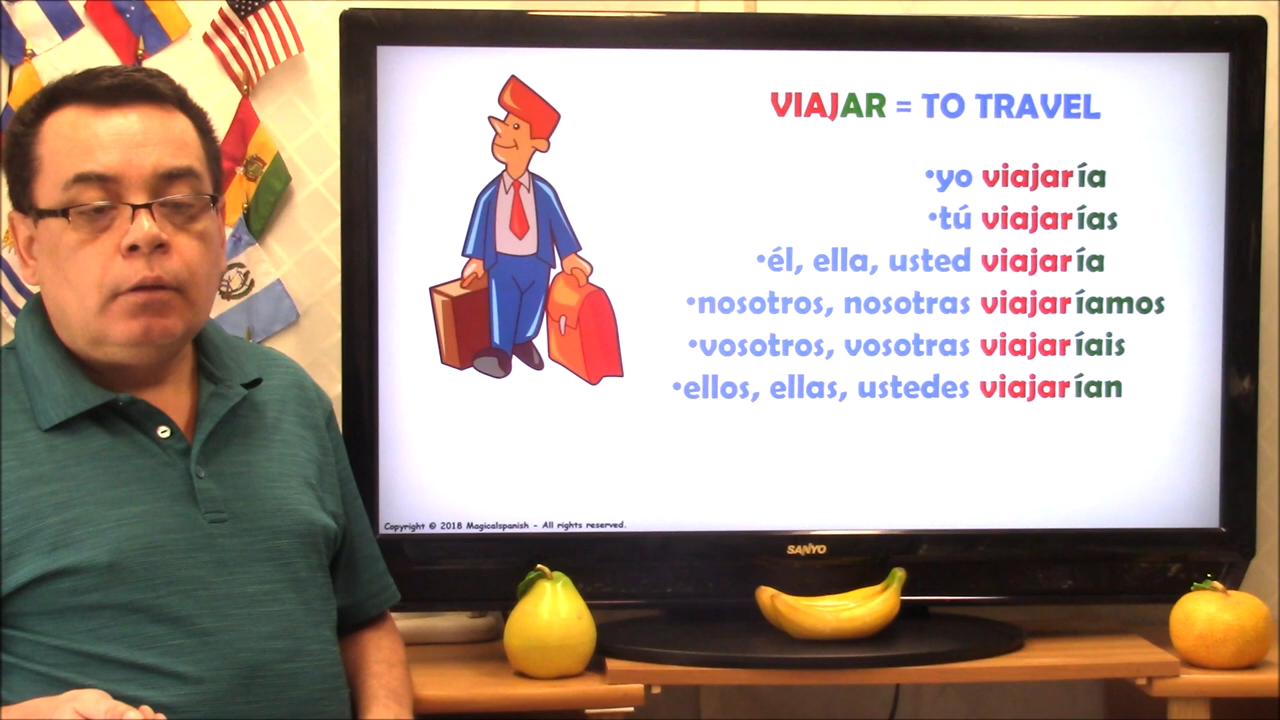 VIAJAR = TO TRAVEL
•yo viajaría
•tú viajarías
•él, ella, usted viajaría
•nosotros, nosotras viajaríamos
•vosotros, vosotras viajaríais
•ellos, ellas, ustedes viajarían
Copyright © 2018 Magicalspanish - All rights reserved.
SANYO